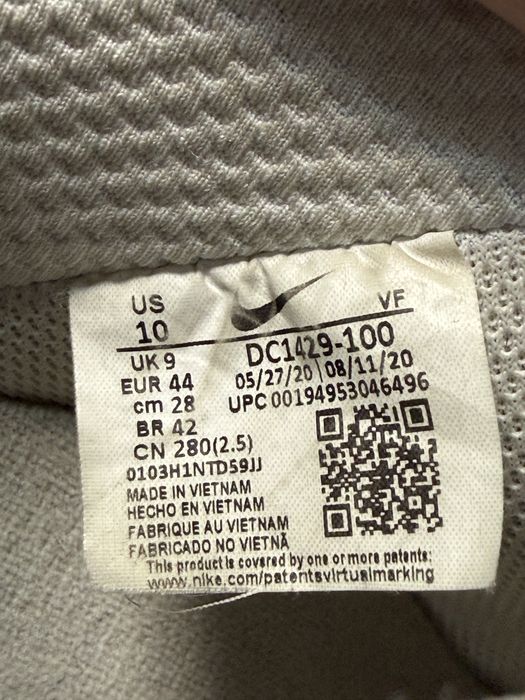 US
10
VF
UK 9
EUR 44
cm 28
BR 42
CN 280(2.5)
0103H1NTD59JJ
DC1429-100
05/27/20 | 08/11/20
UPC 00194953046496
MADE IN VIETNAM
HECHO EN VIETNAM
FABRIQUE AU VIETNAM
FABRICADO NO VIETNÃ
This product is covered by one or more patents:
www.nike.com/patentsvirtualmarking